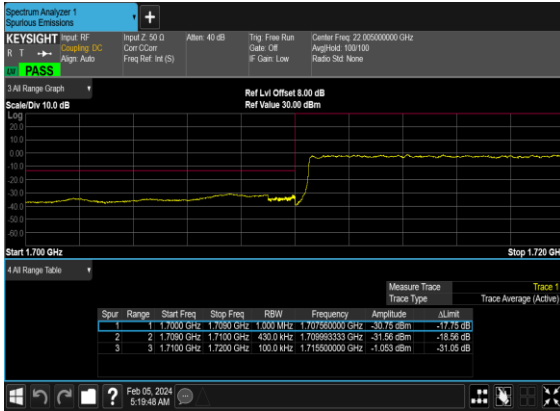 Spectrum Analyzer 1
Spurious Emissions
+
KEYSIGHT Input: RF Input Z: 50 Ω Atten: 40 dB Trig: Free Run Center Freq: 22.005000000 GHz
R T Coupling: DC Corr CCorr Gate: Off Avg|Hold: 100/100
Align: Auto Freq Ref: Int (S) IF Gain: Low Radio Std: None
PASS
3 All Range Graph
Ref Lvl Offset 8.00 dB
Scale/Div 10.0 dB Ref Value 30.00 dBm
Log
20.0
10.0
0.00
-10.0
-20.0
-30.0
-40.0
-50.0
-60.0
Start 1.700 GHz Stop 1.720 GH
4 All Range Table
Measure Trace Trace 1
Trace Type Trace Average (Active)
Spur Range Start Freq Stop Freq RBW Frequency Amplitude ΔLimit
1 1 1.7000 GHz 1.7090 GHz 1.000 MHz 1.707560000 GHz -30.75 dBm -17.75 dB
2 2 1.7090 GHz 1.7100 GHz 430.0 kHz 1.709993333 GHz -31.56 dBm -18.56 dB
3 3 1.7100 GHz 1.7200 GHz 100.0 kHz 1.715500000 GHz -1.053 dBm -31.05 dB
? Feb 05, 2024
5:19:48 AM